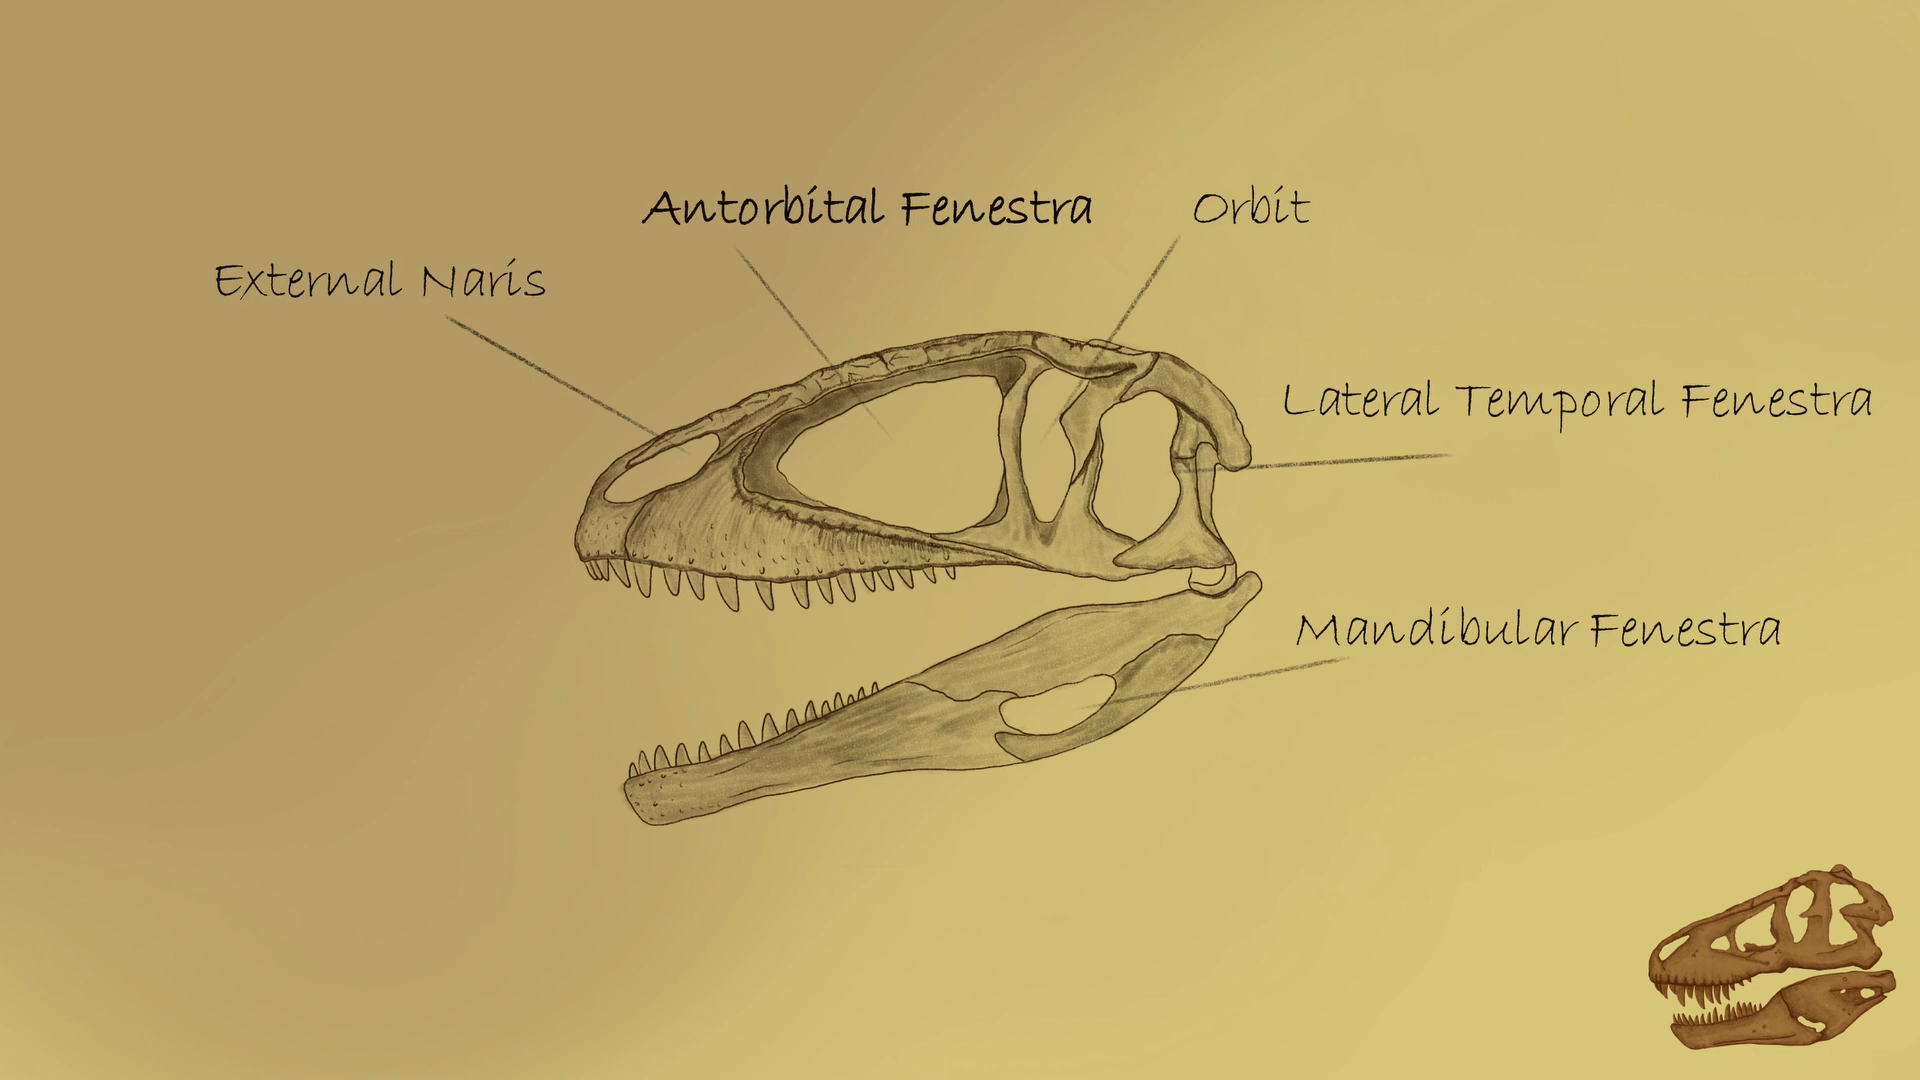 Antorbital Fenestra
Orbit
External Naris
Lateral Temporal Fenestra
Mandibular Fenestra